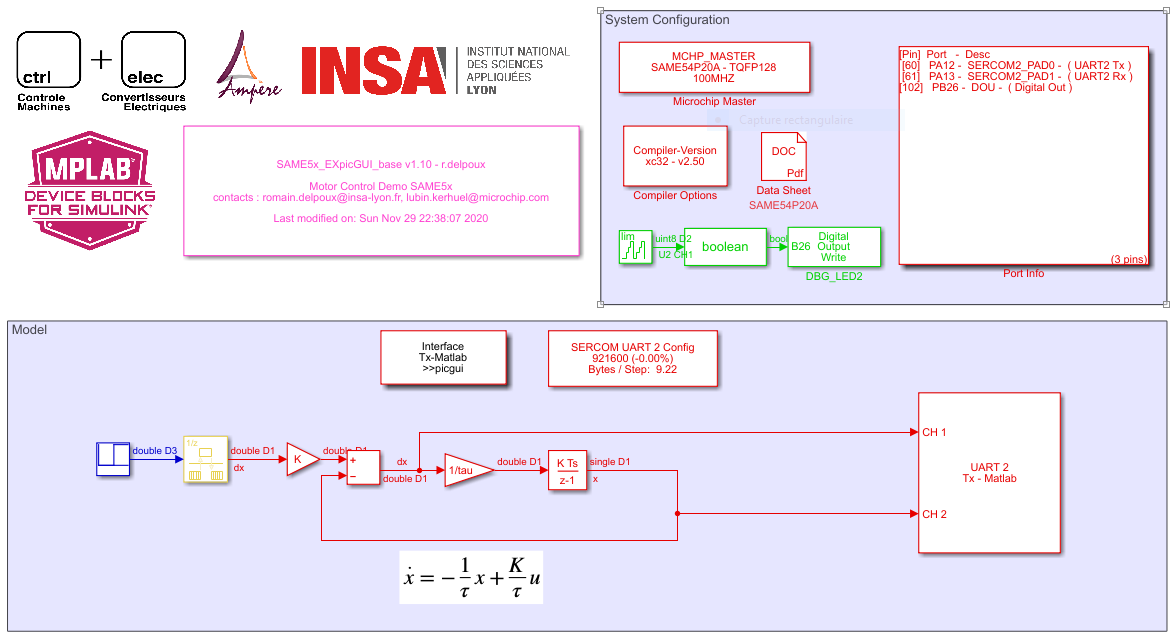 ctrl
+
elec
Controle
Machines
Convertisseurs
Electriques
Ampère
INSA
INSTITUT NATIONAL
DES SCIENCES
APPLIQUÉES
LYON
MPLAB®
DEVICE BLOCKS
FOR SIMULINK®
SAME5x_EXpicGUI_base v1.10 - r.delpoux
Motor Control Demo SAME5x
contacts : romain.delpoux@insa-lyon.fr, lubin.kerhuel@microchip.com
Last modified on: Sun Nov 29 22:38:07 2020
System Configuration
MCHP_MASTER
SAME54P20A - TQFP128
100MHZ
Microchip Master
Capture rectangulaire
Compiler-Version
xc32 - v2.50
Compiler Options
DOC
Pdf
Data Sheet
SAME54P20A
[Pin] Port - Desc
[60] PA12 - SERCOM2_PAD0 - ( UART2 Tx )
[61] PA13 - SERCOM2_PAD1 - ( UART2 Rx )
[102] PB26 - DOU - ( Digital Out )
(3 pins)
Port Info
lim
uint8 D2
U2 CH1
boolean
bool
B26
Digital
Output
Write
DBG_LED2
Model
Interface
Tx-Matlab
>>picgui
SERCOM UART 2 Config
921600 (-0.00%)
Bytes / Step: 9.22
double D3
1/z
double D1
dx
K
double D1
+
−
dx
double D1
1/tau
double D1
K Ts
z-1
single D1
x
CH 1
UART 2
Tx - Matlab
CH 2
ẋ = −1/τ x + K/τ u